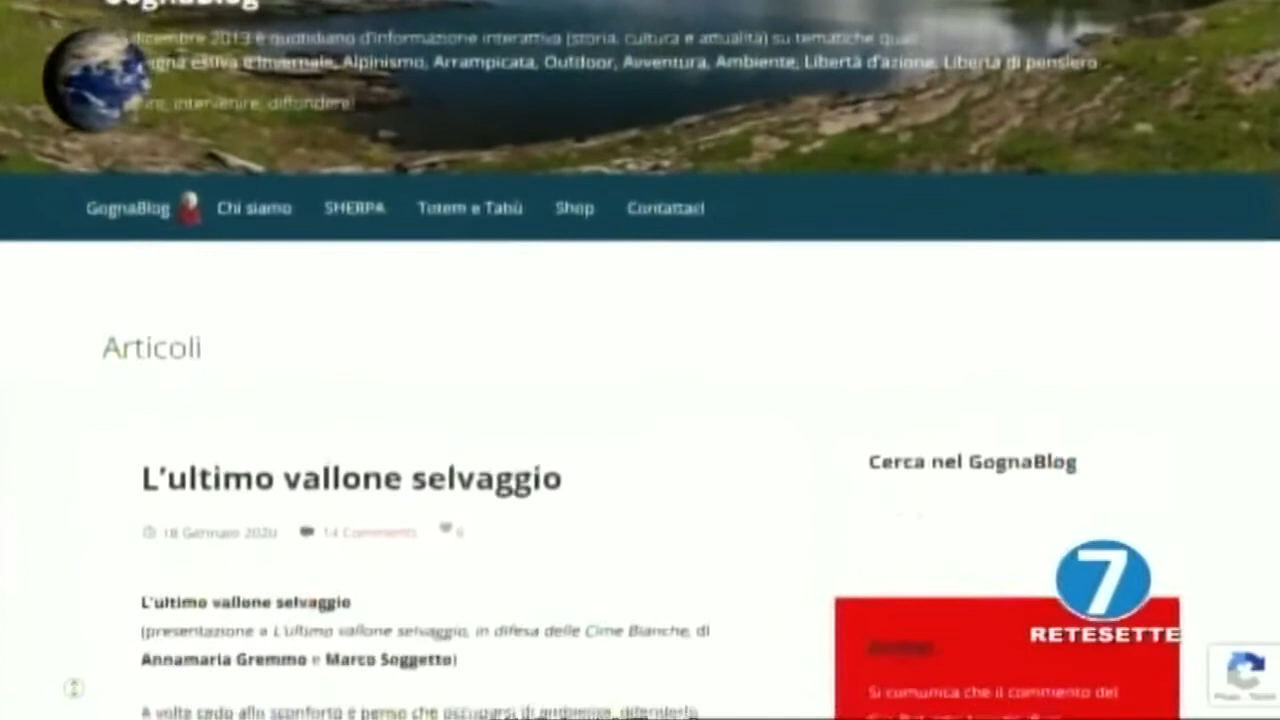 GognaBlog
dicembre 2013 è quotidiano d'informazione interattiva (storia, cultura e attualità) su tematiche quali
estiva e invernale, Alpinismo, Arrampicata, Outdoor, Avventura, Ambiente, Libertà d'azione, Libertà di pensiero
intervenire, diffondere!
GognaBlog Chi siamo SHERPA Totem e Tabù Shop Contattaci
Articoli
L'ultimo vallone selvaggio
18 Gennaio 2020 14 Comments 6
L'ultimo vallone selvaggio
(presentazione a L'ultimo vallone selvaggio, in difesa delle Cime Bianche, di
Annamaria Gremmo e Marco Soggetto)
A volte cedo allo sconforto e penso che occuparsi di ambiente, difenderlo
Cerca nel GognaBlog
Si comunica che il commento del
7
RETESETTE